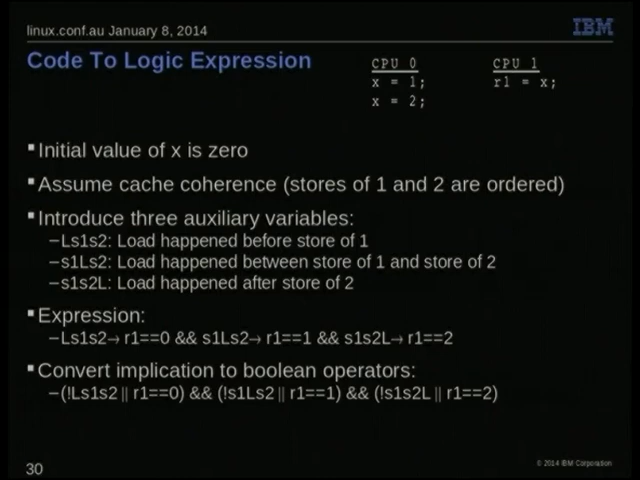 linux.conf.au January 8, 2014
IBM
Code To Logic Expression
CPU 0
x = 1;
x = 2;
CPU 1
r1 = x;
▪Initial value of x is zero
▪Assume cache coherence (stores of 1 and 2 are ordered)
▪Introduce three auxiliary variables:
–Ls1s2: Load happened before store of 1
–s1Ls2: Load happened between store of 1 and store of 2
–s1s2L: Load happened after store of 2
▪Expression:
–Ls1s2→ r1==0 && s1Ls2→ r1==1 && s1s2L→ r1==2
▪Convert implication to boolean operators:
–(!Ls1s2 || r1==0) && (!s1Ls2 || r1==1) && (!s1s2L || r1==2)
30
© 2014 IBM Corporation